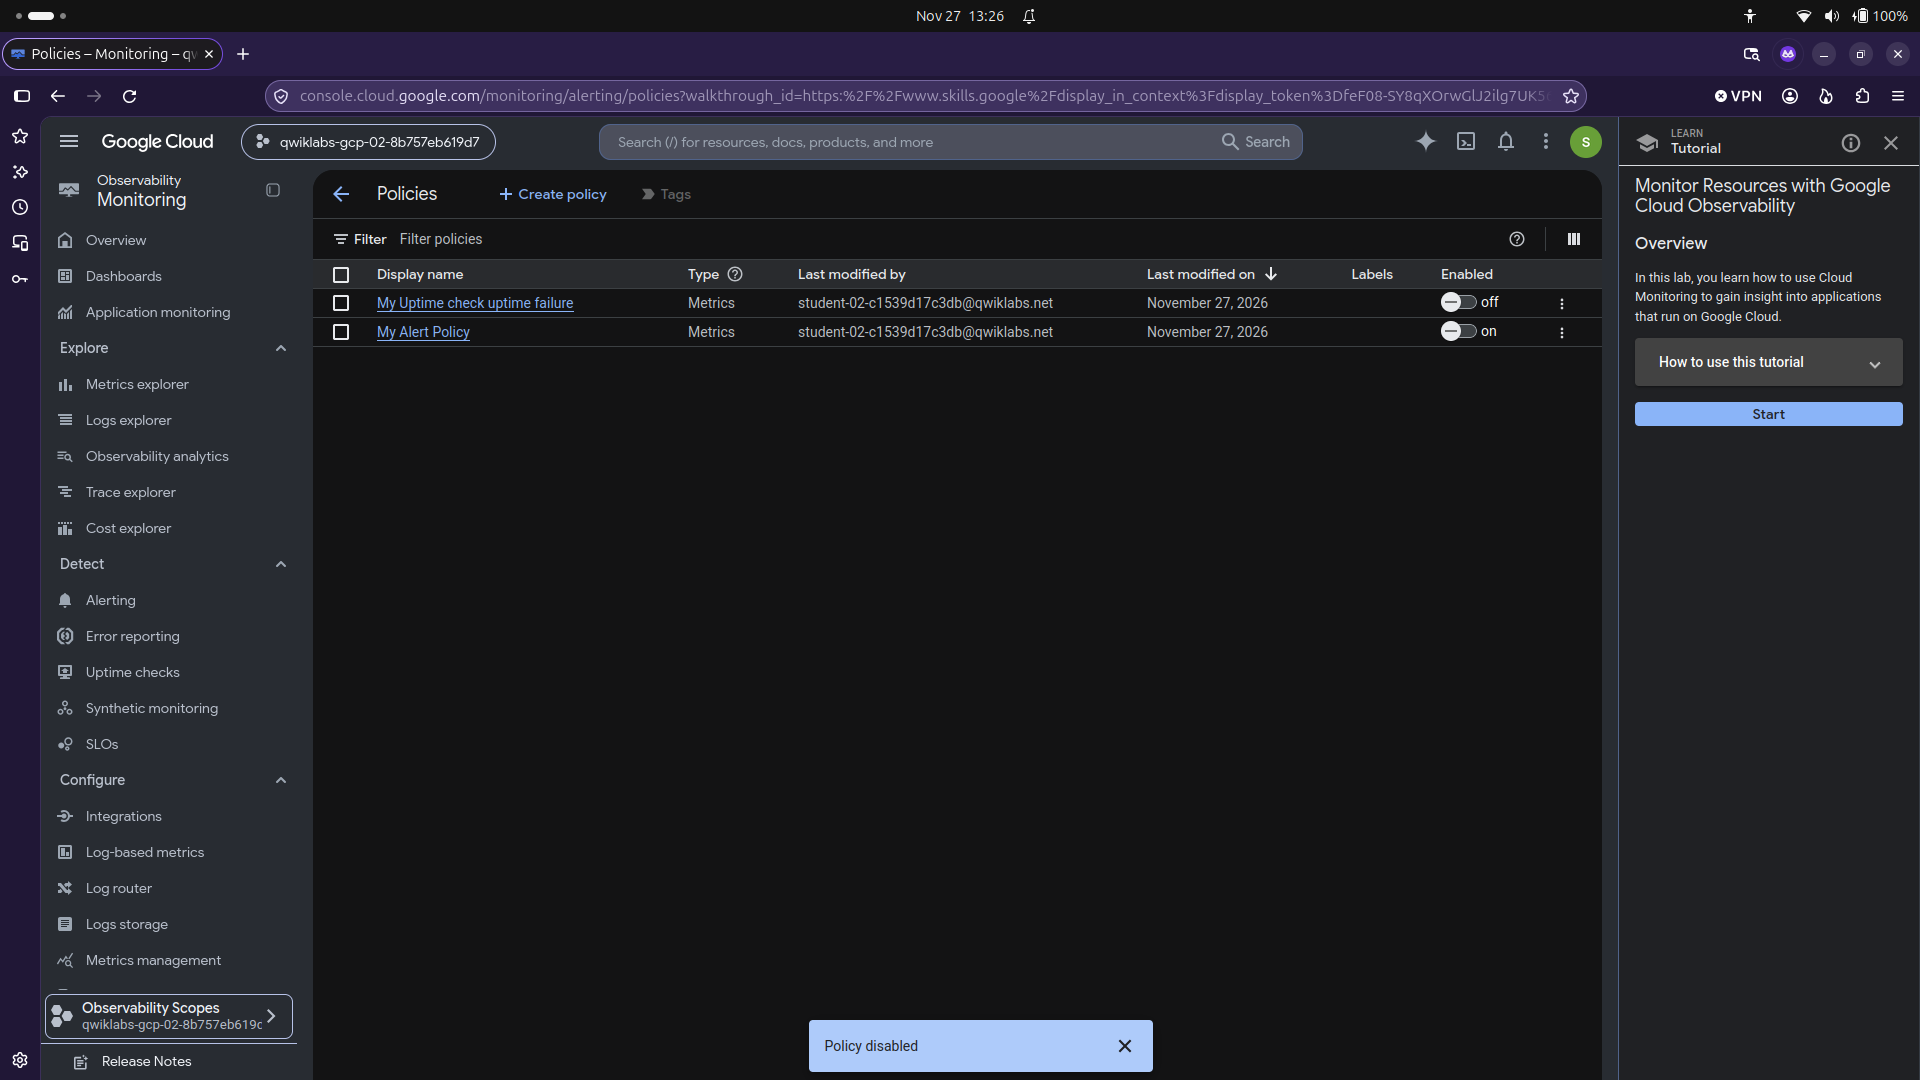 Nov 27 13:26
100%
Policies – Monitoring – qw
console.cloud.google.com/monitoring/alerting/policies?walkthrough_id=https:%2F%2Fwww.skills.google%2Fdisplay_in_context%3Fdisplay_token%3DfeF08-SY8qXOrwGlJ2ilg7UK5
VPN
Google Cloud
qwiklabs-gcp-02-8b757eb619d7
Search (/) for resources, docs, products, and more
Search
S
Observability
Monitoring
Overview
Dashboards
Application monitoring
Explore
Metrics explorer
Logs explorer
Observability analytics
Trace explorer
Cost explorer
Detect
Alerting
Error reporting
Uptime checks
Synthetic monitoring
SLOs
Configure
Integrations
Log-based metrics
Log router
Logs storage
Metrics management
Observability Scopes
qwiklabs-gcp-02-8b757eb619d
Release Notes
Policies
Create policy
Tags
Filter Filter policies
Display name Type Last modified by Last modified on Labels Enabled
My Uptime check uptime failure Metrics student-02-c1539d17c3db@qwiklabs.net November 27, 2026 off
My Alert Policy Metrics student-02-c1539d17c3db@qwiklabs.net November 27, 2026 on
Policy disabled
LEARN
Tutorial
Monitor Resources with Google
Cloud Observability
Overview
In this lab, you learn how to use Cloud
Monitoring to gain insight into applications
that run on Google Cloud.
How to use this tutorial
Start